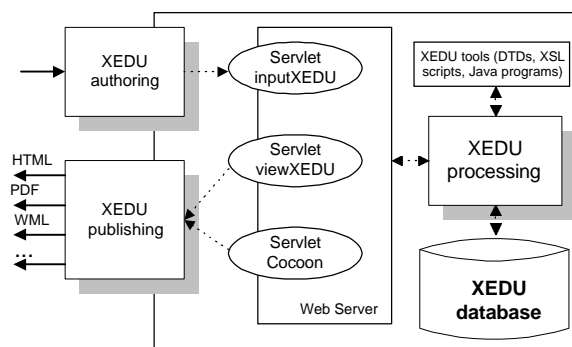 XEDU
authoring
Servlet
inputXEDU
XEDU tools (DTDs, XSL
scripts, Java programs)
HTML
PDF
WML
...
XEDU
publishing
Servlet
viewXEDU
XEDU
processing
Servlet
Cocoon
Web Server
XEDU
database